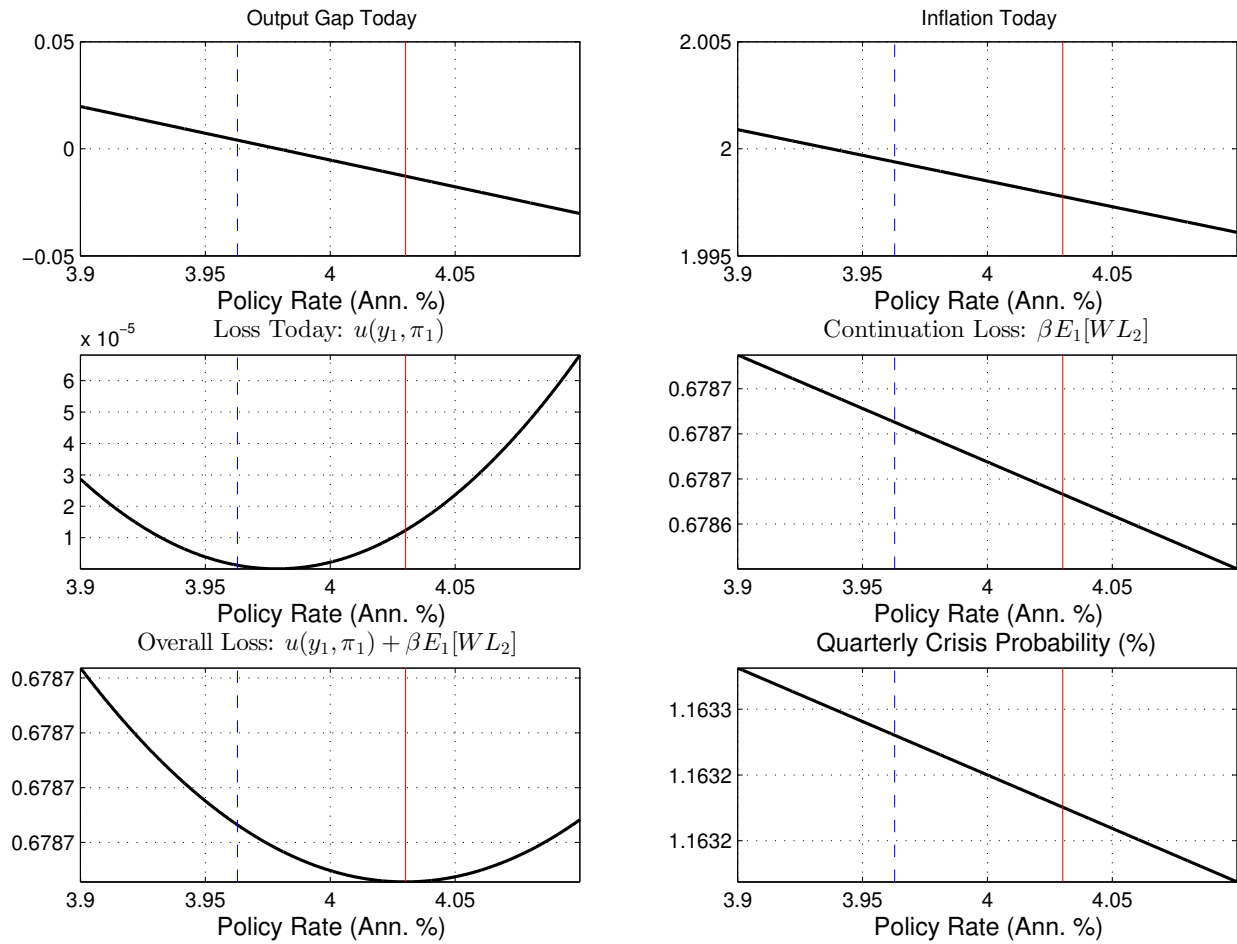 Output Gap Today
0.05
0
−0.05
3.9 3.95 4 4.05
Policy Rate (Ann. %)
Inflation Today
2.005
2
1.995
3.9 3.95 4 4.05
Policy Rate (Ann. %)
Loss Today: u(y₁, π₁)
x 10⁻⁵
6
5
4
3
2
1
3.9 3.95 4 4.05
Policy Rate (Ann. %)
Continuation Loss: βE₁[WL₂]
0.6787
0.6787
0.6787
0.6786
3.9 3.95 4 4.05
Policy Rate (Ann. %)
Overall Loss: u(y₁, π₁) + βE₁[WL₂]
0.6787
0.6787
0.6787
0.6787
3.9 3.95 4 4.05
Policy Rate (Ann. %)
Quarterly Crisis Probability (%)
1.1633
1.1632
1.1632
3.9 3.95 4 4.05
Policy Rate (Ann. %)